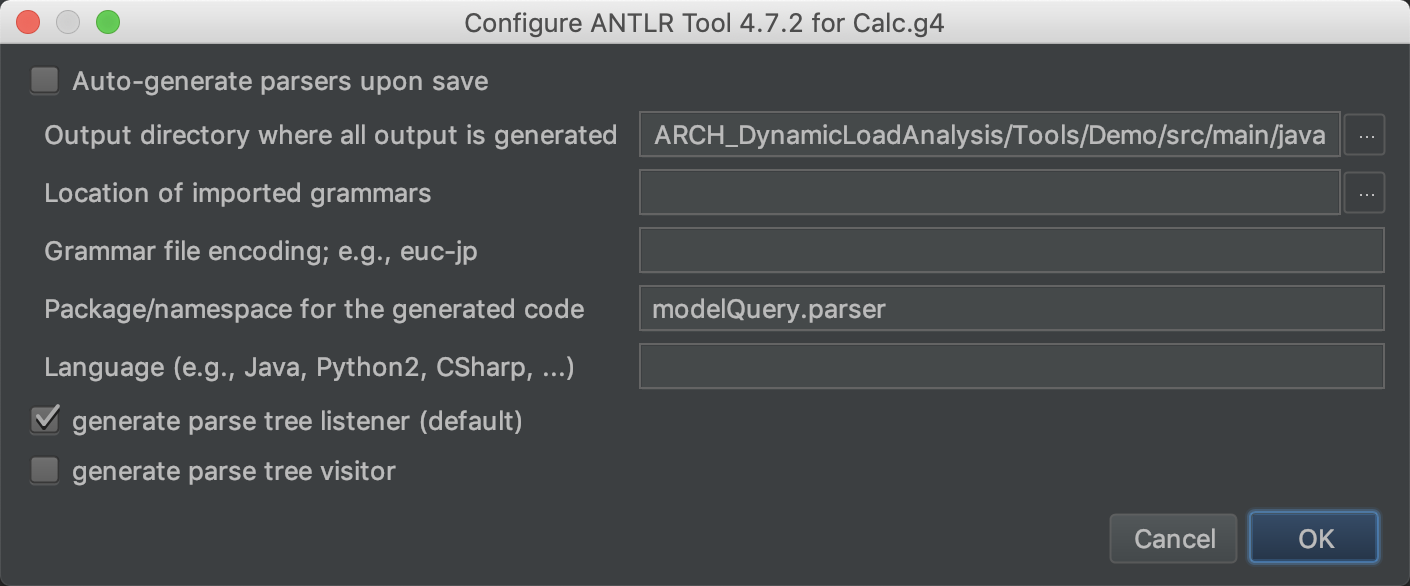 Configure ANTLR Tool 4.7.2 for Calc.g4
Auto-generate parsers upon save
Output directory where all output is generated ARCH_DynamicLoadAnalysis/Tools/Demo/src/main/java ...
Location of imported grammars ...
Grammar file encoding; e.g., euc-jp
Package/namespace for the generated code modelQuery.parser
Language (e.g., Java, Python2, CSharp, ...)
generate parse tree listener (default)
generate parse tree visitor
Cancel OK